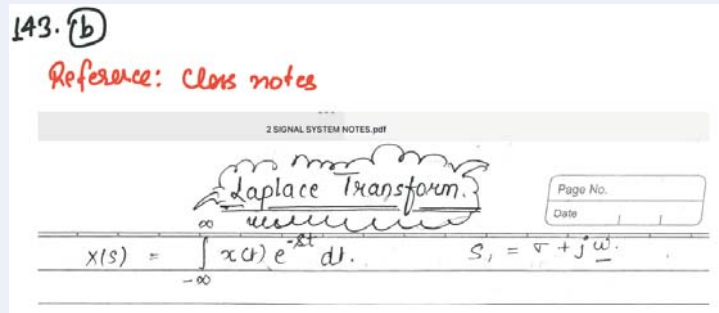 143. (b)
Reference: Class notes
2 SIGNAL SYSTEM NOTES.pdf
Laplace Transform.
Page No.
Date
X(S) = ∫_{-∞}^{∞} x(t) e^{-st} dt. S, = σ + jω.